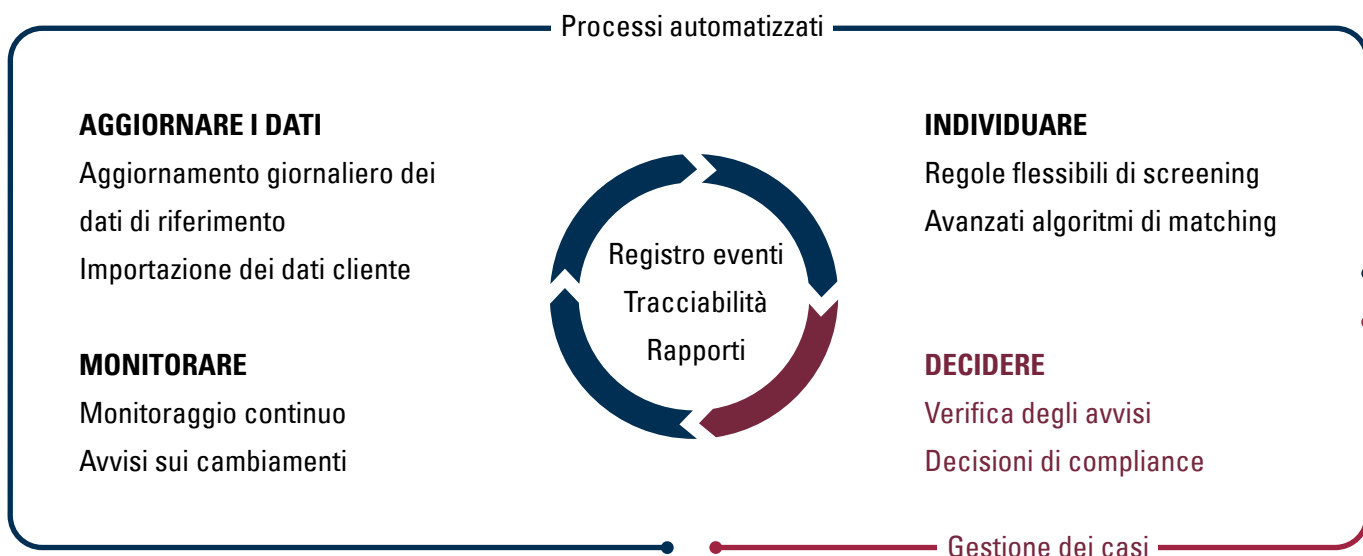 Processi automatizzati
AGGIORNARE I DATI
Aggiornamento giornaliero dei
dati di riferimento
Importazione dei dati cliente
INDIVIDUARE
Regole flessibili di screening
Avanzati algoritmi di matching
Registro eventi
Tracciabilità
Rapporti
MONITORARE
Monitoraggio continuo
Avvisi sui cambiamenti
DECIDERE
Verifica degli avvisi
Decisioni di compliance
Gestione dei casi